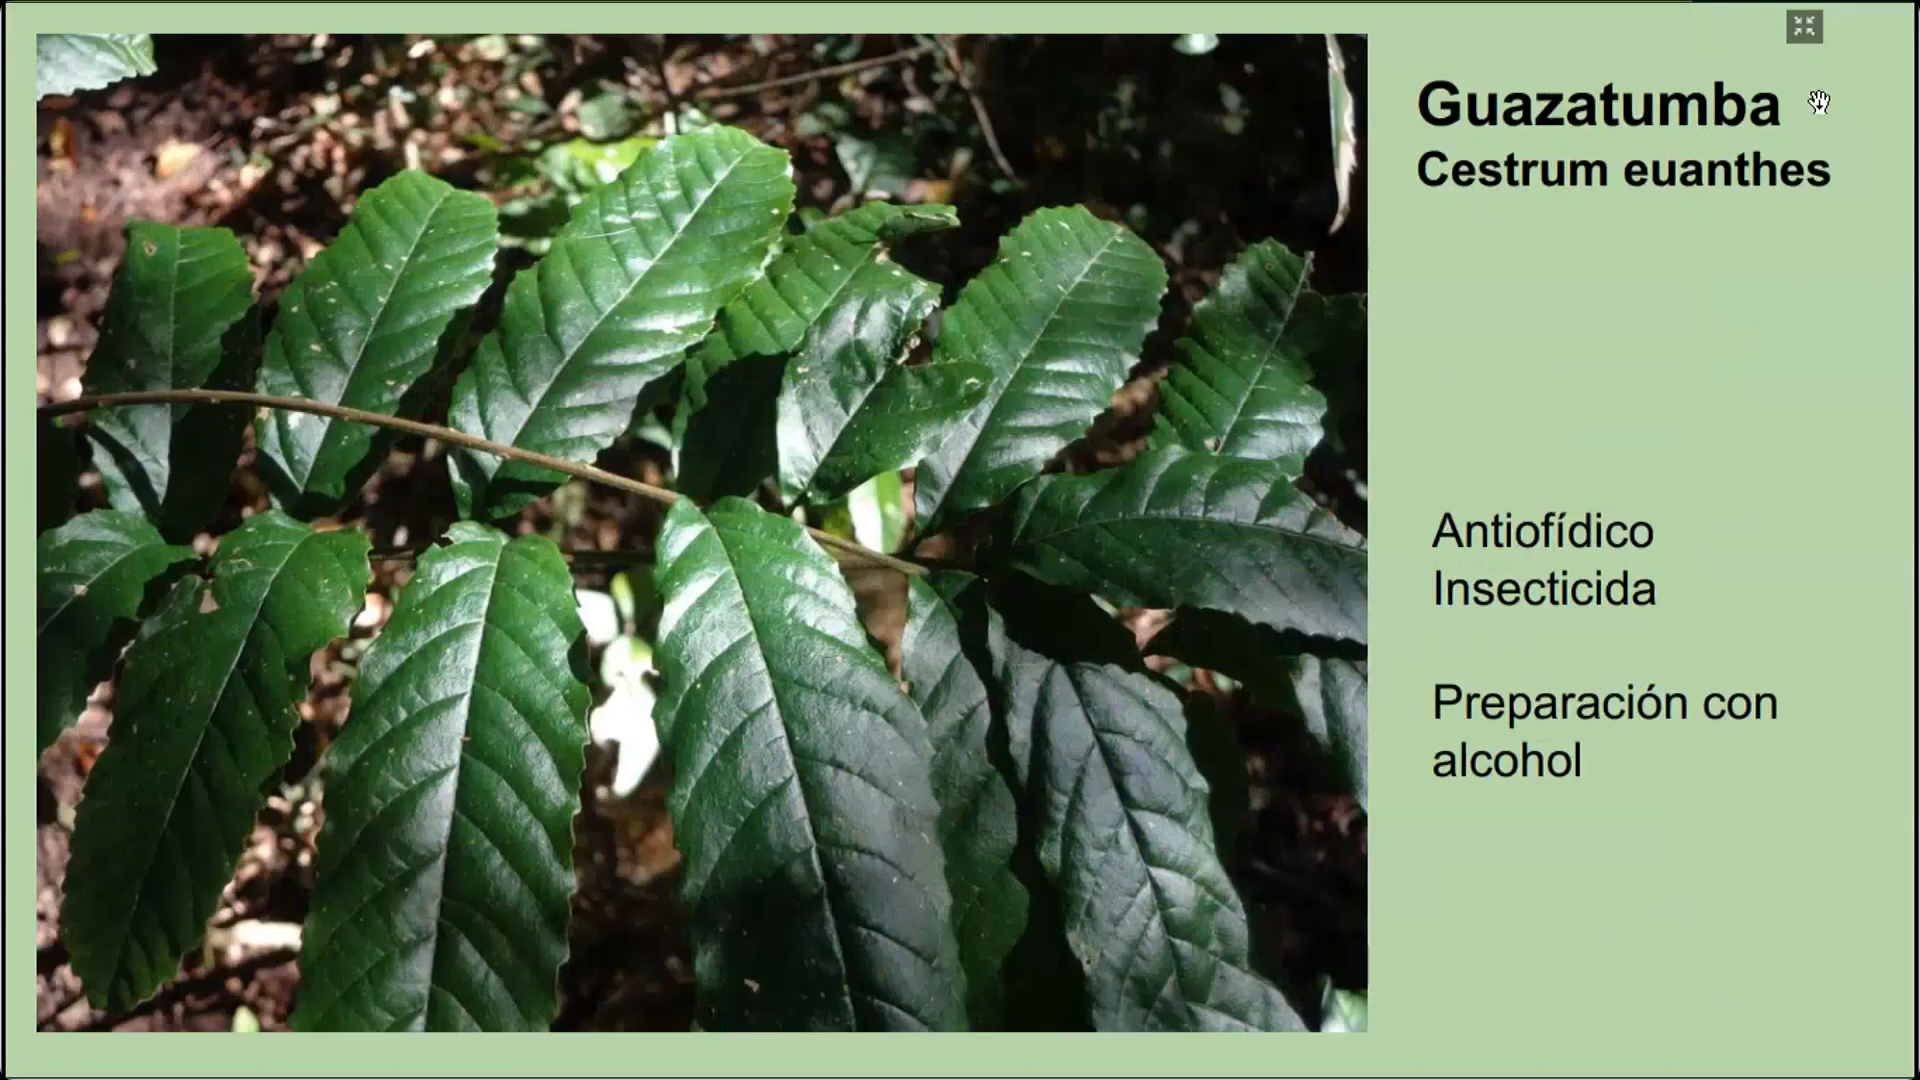 Guazatumba
Cestrum euanthes
Antiofídico
Insecticida
Preparación con
alcohol